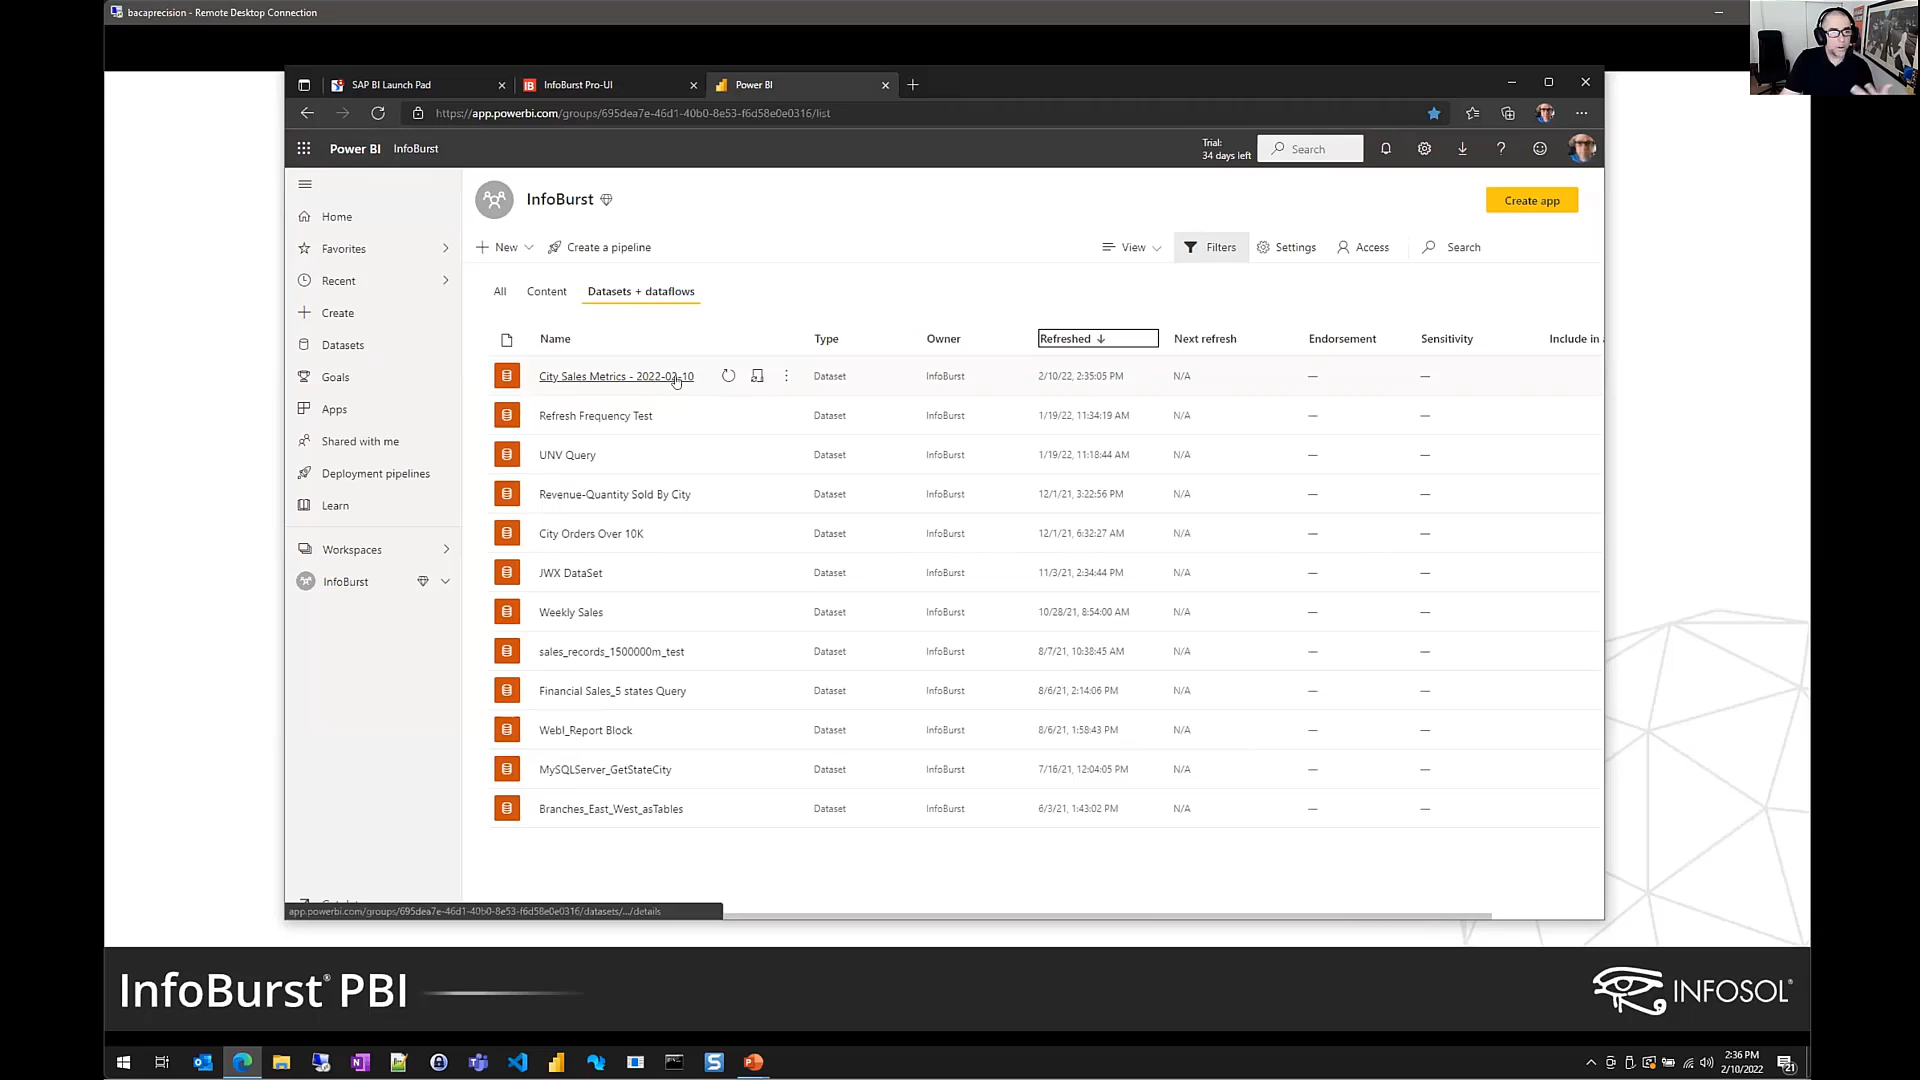 bacaprecision - Remote Desktop Connection
SAP BI Launch Pad
InfoBurst Pro-UI
Power BI
https://app.powerbi.com/groups/695dea7e-46d1-40b0-8e53-f6d58e0e0316/list
Power BI InfoBurst
Trial:
34 days left
Search
InfoBurst
Create app
New
Create a pipeline
View
Filters
Settings
Access
Search
All
Content
Datasets + dataflows
Home
Favorites
Recent
Create
Datasets
Goals
Apps
Shared with me
Deployment pipelines
Learn
Workspaces
InfoBurst
Name Type Owner Refreshed Next refresh Endorsement Sensitivity Include in
City Sales Metrics - 2022-02-10 Dataset InfoBurst 2/10/22, 2:35:05 PM N/A — —
Refresh Frequency Test Dataset InfoBurst 1/19/22, 11:34:19 AM N/A — —
UNV Query Dataset InfoBurst 1/19/22, 11:18:44 AM N/A — —
Revenue-Quantity Sold By City Dataset InfoBurst 12/1/21, 3:22:56 PM N/A — —
City Orders Over 10K Dataset InfoBurst 12/1/21, 6:32:27 AM N/A — —
JWX DataSet Dataset InfoBurst 11/3/21, 2:34:44 PM N/A — —
Weekly Sales Dataset InfoBurst 10/28/21, 8:54:00 AM N/A — —
sales_records_1500000m_test Dataset InfoBurst 8/7/21, 10:38:45 AM N/A — —
Financial Sales_5 states Query Dataset InfoBurst 8/6/21, 2:14:06 PM N/A — —
WebI_Report Block Dataset InfoBurst 8/6/21, 1:58:43 PM N/A — —
MySQLServer_GetStateCity Dataset InfoBurst 7/16/21, 12:04:05 PM N/A — —
Branches_East_West_asTables Dataset InfoBurst 6/3/21, 1:43:02 PM N/A — —
app.powerbi.com/groups/695dea7e-46d1-40b0-8e53-f6d58e0e0316/datasets/.../details
InfoBurst® PBI
INFOSOL®
2:36 PM
2/10/2022
21